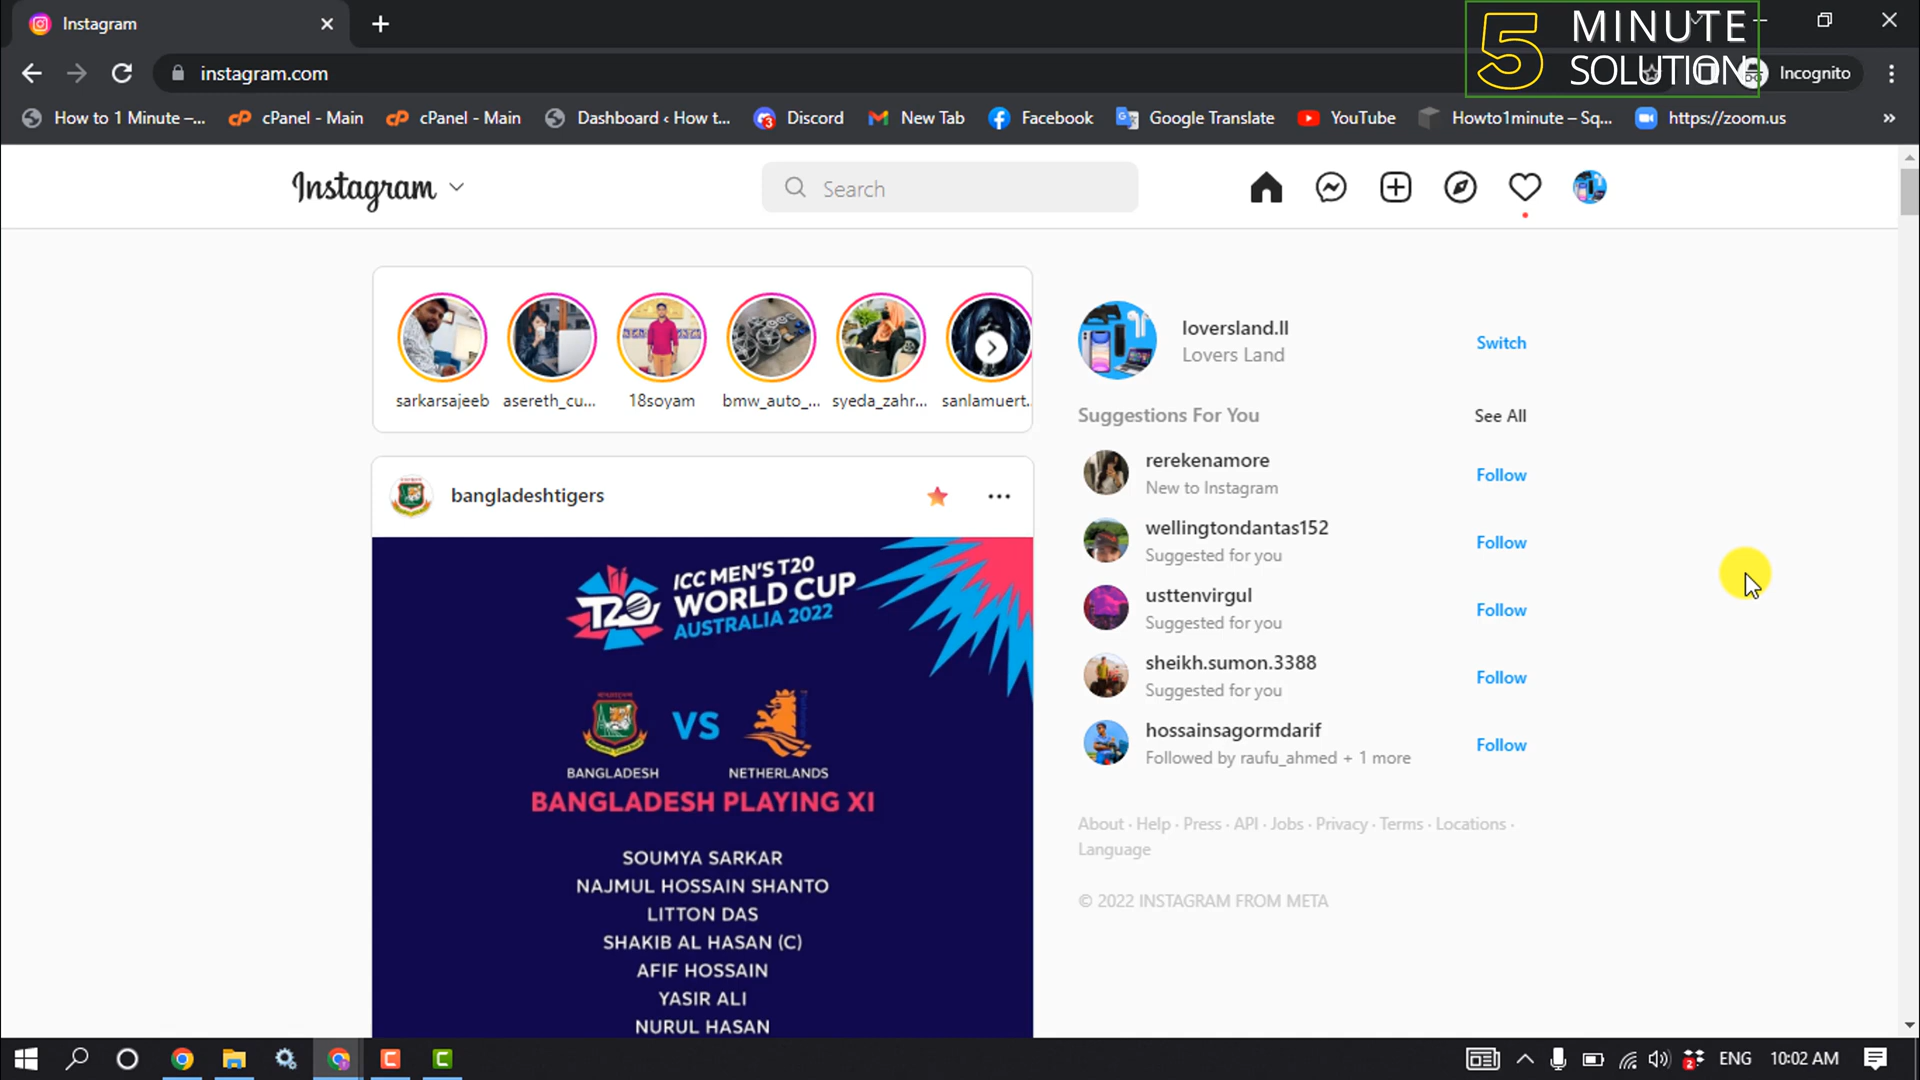 Instagram
5 MINUTE
SOLUTION
instagram.com
Incognito
How to 1 Minute –...
cPanel - Main
cPanel - Main
Dashboard ‹ How t...
Discord
New Tab
Facebook
Google Translate
YouTube
Howto1minute – Sq...
https://zoom.us
»
Instagram
Search
sarkarsajeeb
asereth_cu...
18soyam
bmw_auto_...
syeda_zahr...
sanlamuert.
loversland.ll
Lovers Land
Switch
Suggestions For You
See All
rerekenamore
New to Instagram
Follow
wellingtondantas152
Suggested for you
Follow
usttenvirgul
Suggested for you
Follow
sheikh.sumon.3388
Suggested for you
Follow
hossainsagormdarif
Followed by raufu_ahmed + 1 more
Follow
About · Help · Press · API · Jobs · Privacy · Terms · Locations ·
Language
© 2022 INSTAGRAM FROM META
bangladeshtigers
T20
ICC MEN'S T20
WORLD CUP
AUSTRALIA 2022
VS
BANGLADESH
NETHERLANDS
BANGLADESH PLAYING XI
SOUMYA SARKAR
NAJMUL HOSSAIN SHANTO
LITTON DAS
SHAKIB AL HASAN (C)
AFIF HOSSAIN
YASIR ALI
NURUL HASAN
ENG
10:02 AM